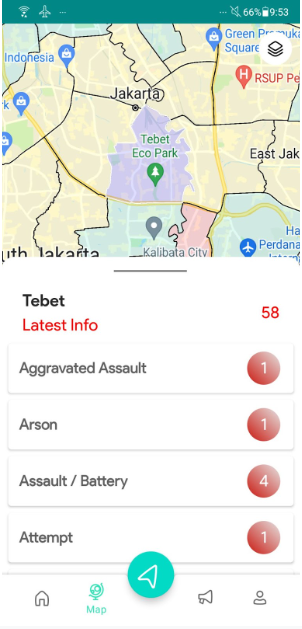 66% 9:53
Green Pramuka
Square
Indonesia
RSUP Pe
rk
Jakarta
Tebet
Eco Park
East Jak
Ha
Perdana
uth Jakarta
Kalibata City
Tebet
58
Latest Info
Aggravated Assault
1
Arson
1
Assault / Battery
4
Attempt
1
Map